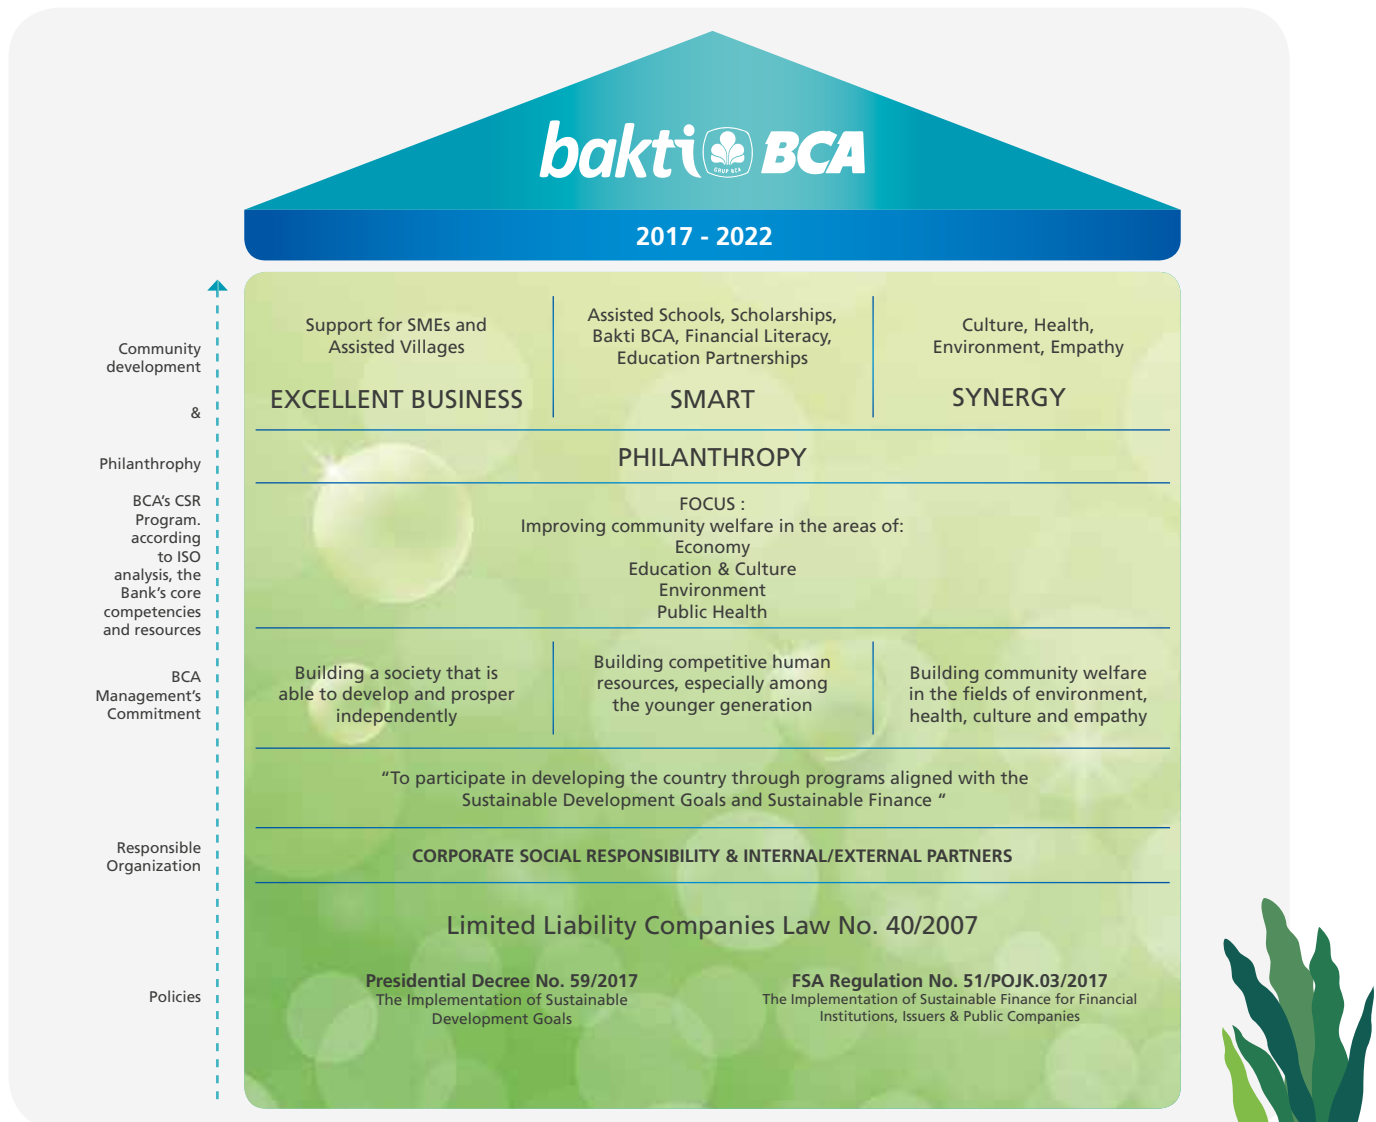 bakti BCA
GRUP BCA
2017 - 2022
Community
development
&
Philanthrophy
Support for SMEs and
Assisted Villages
EXCELLENT BUSINESS
Assisted Schools, Scholarships,
Bakti BCA, Financial Literacy,
Education Partnerships
SMART
Culture, Health,
Environment, Empathy
SYNERGY
PHILANTHROPY
BCA's CSR
Program.
according
to ISO
analysis, the
Bank's core
competencies
and resources
FOCUS :
Improving community welfare in the areas of:
Economy
Education & Culture
Environment
Public Health
BCA
Management's
Commitment
Building a society that is
able to develop and prosper
independently
Building competitive human
resources, especially among
the younger generation
Building community welfare
in the fields of environment,
health, culture and empathy
“To participate in developing the country through programs aligned with the
Sustainable Development Goals and Sustainable Finance “
Responsible
Organization
CORPORATE SOCIAL RESPONSIBILITY & INTERNAL/EXTERNAL PARTNERS
Policies
Limited Liability Companies Law No. 40/2007
Presidential Decree No. 59/2017
The Implementation of Sustainable
Development Goals
FSA Regulation No. 51/POJK.03/2017
The Implementation of Sustainable Finance for Financial
Institutions, Issuers & Public Companies